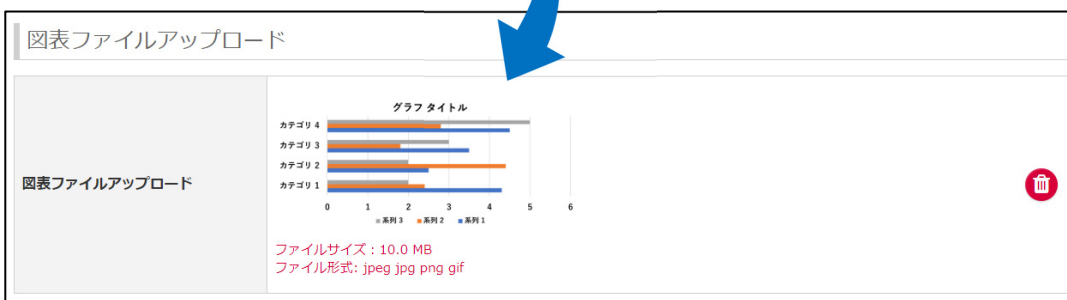 図表ファイルアップロード
図表ファイルアップロード
グラフ タイトル
カテゴリ 4
カテゴリ 3
カテゴリ 2
カテゴリ 1
0 1 2 3 4 5 6
系列 3 系列 2 系列 1
ファイルサイズ : 10.0 MB
ファイル形式: jpeg jpg png gif